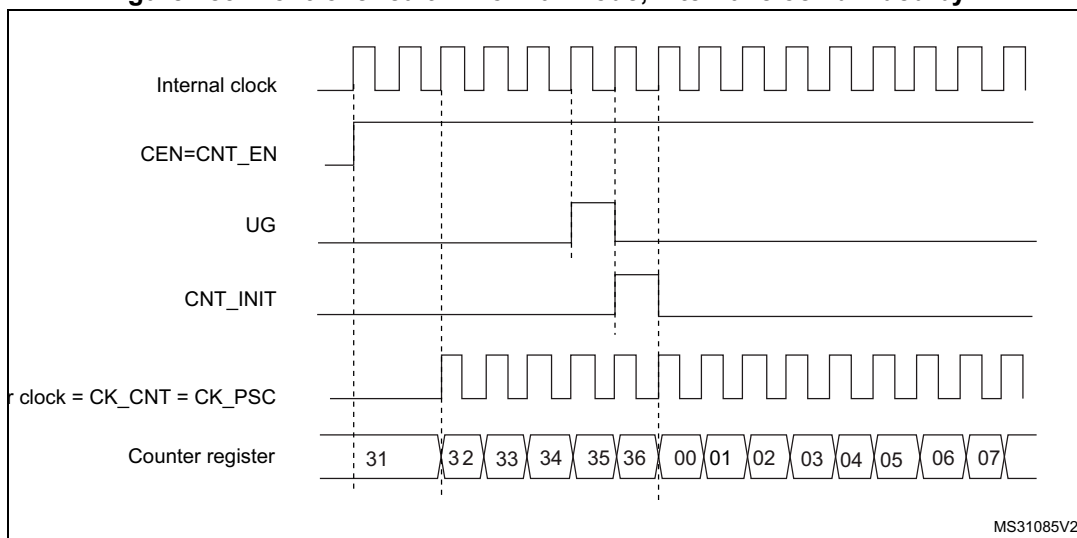 Internal clock
CEN=CNT_EN
UG
CNT_INIT
r clock = CK_CNT = CK_PSC
Counter register
31 32 33 34 35 36 00 01 02 03 04 05 06 07
MS31085V2